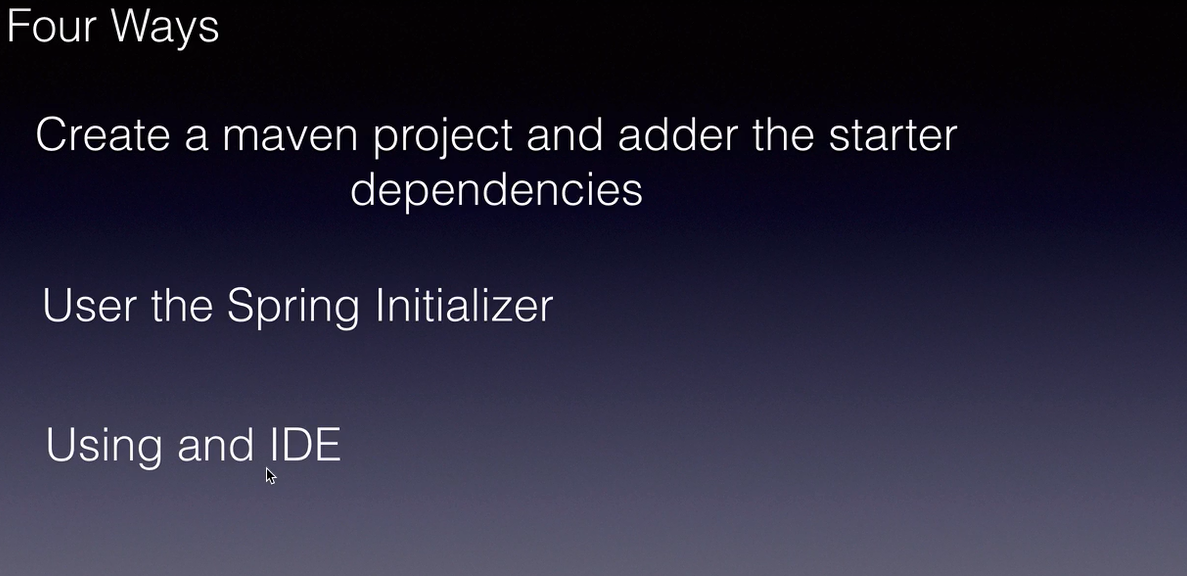 Four Ways
Create a maven project and adder the starter
dependencies
User the Spring Initializer
Using and IDE